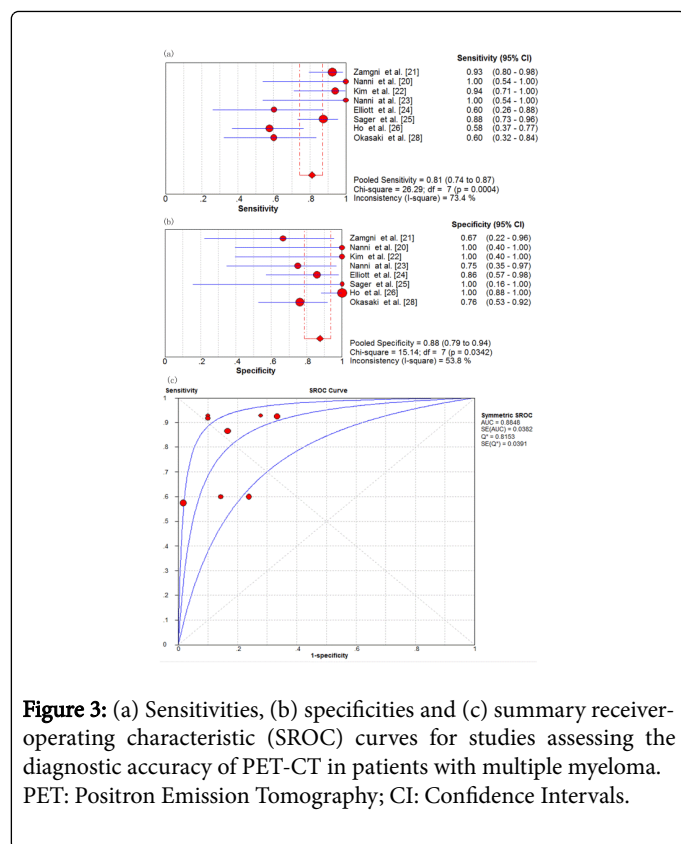 (a)
Sensitivity (95% CI)
Zamgni et al. [21] 0.93 (0.80 - 0.98)
Nanni et al. [20] 1.00 (0.54 - 1.00)
Kim et al. [22] 0.94 (0.71 - 1.00)
Nanni at al. [23] 1.00 (0.54 - 1.00)
Elliott et al. [24] 0.60 (0.26 - 0.88)
Sager et al. [25] 0.88 (0.73 - 0.96)
Ho et al. [26] 0.58 (0.37 - 0.77)
Okasaki et al. [28] 0.60 (0.32 - 0.84)
Pooled Sensitivity = 0.81 (0.74 to 0.87)
Chi-square = 26.29; df = 7 (p = 0.0004)
Inconsistency (I-square) = 73.4 %
0 .2 .4 .6 .8 1
Sensitivity
(b)
Specificity (95% CI)
Zamgni et al. [21] 0.67 (0.22 - 0.96)
Nanni et al. [20] 1.00 (0.40 - 1.00)
Kim et al. [22] 1.00 (0.40 - 1.00)
Nanni at al. [23] 0.75 (0.35 - 0.97)
Elliott et al. [24] 0.86 (0.57 - 0.98)
Sager et al. [25] 1.00 (0.16 - 1.00)
Ho et al. [26] 1.00 (0.88 - 1.00)
Okasaki et al. [28] 0.76 (0.53 - 0.92)
Pooled Specificity = 0.88 (0.79 to 0.94)
Chi-square = 15.14; df = 7 (p = 0.0342)
Inconsistency (I-square) = 53.8 %
0 .2 .4 .6 .8 1
Specificity
(c)
Sensitivity SROC Curve
1
.9
.8
.7
.6
.5
.4
.3
.2
.1
0
Symmetric SROC
AUC = 0.8848
SE(AUC) = 0.0382
Q* = 0.8153
SE(Q*) = 0.0391
0 .2 .4 .6 .8 1
1-specificity
Figure 3: (a) Sensitivities, (b) specificities and (c) summary receiver-
operating characteristic (SROC) curves for studies assessing the
diagnostic accuracy of PET-CT in patients with multiple myeloma.
PET: Positron Emission Tomography; CI: Confidence Intervals.